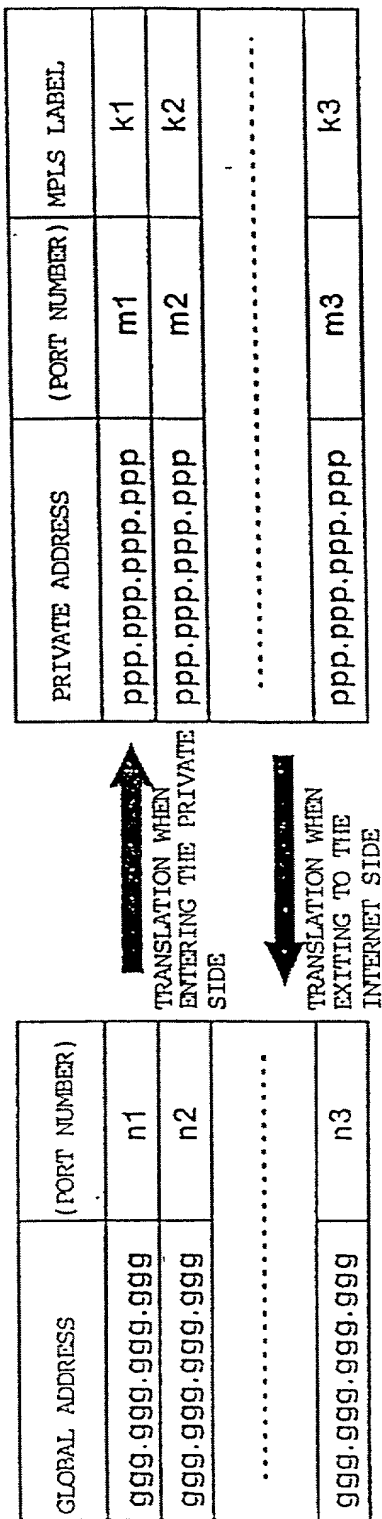 GLOBAL ADDRESS (PORT NUMBER)
ggg.ggg.ggg.ggg n1
ggg.ggg.ggg.ggg n2
ggg.ggg.ggg.ggg n3
TRANSLATION WHEN
ENTERING THE PRIVATE
SIDE
TRANSLATION WHEN
EXITING TO THE
INTERNET SIDE
PRIVATE ADDRESS (PORT NUMBER) MPLS LABEL
ppp.ppp.ppp.ppp m1 k1
ppp.ppp.ppp.ppp m2 k2
ppp.ppp.ppp.ppp m3 k3